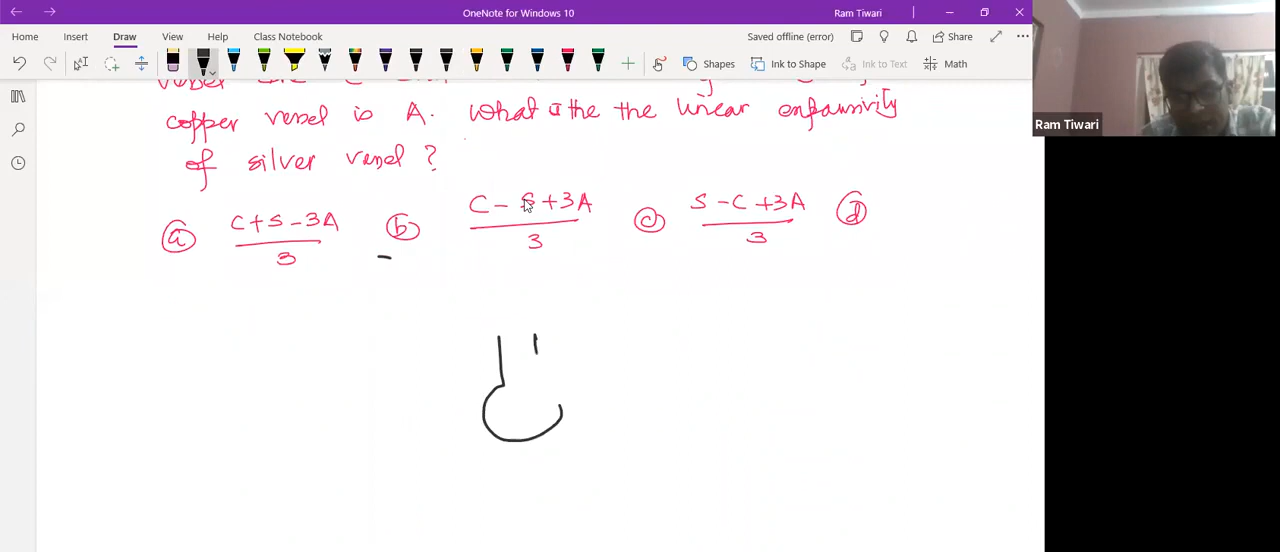 OneNote for Windows 10
Ram Tiwari
Home Insert Draw View Help Class Notebook
Saved offline (error)
Share
Shapes
Ink to Shape
Ink to Text
Math
copper vessel is A. What is the the linear expansivity
of silver vessel ?
(a) C+S-3A/3 (b) C-S+3A/3 (c) S-C+3A/3 (d)
Ram Tiwari